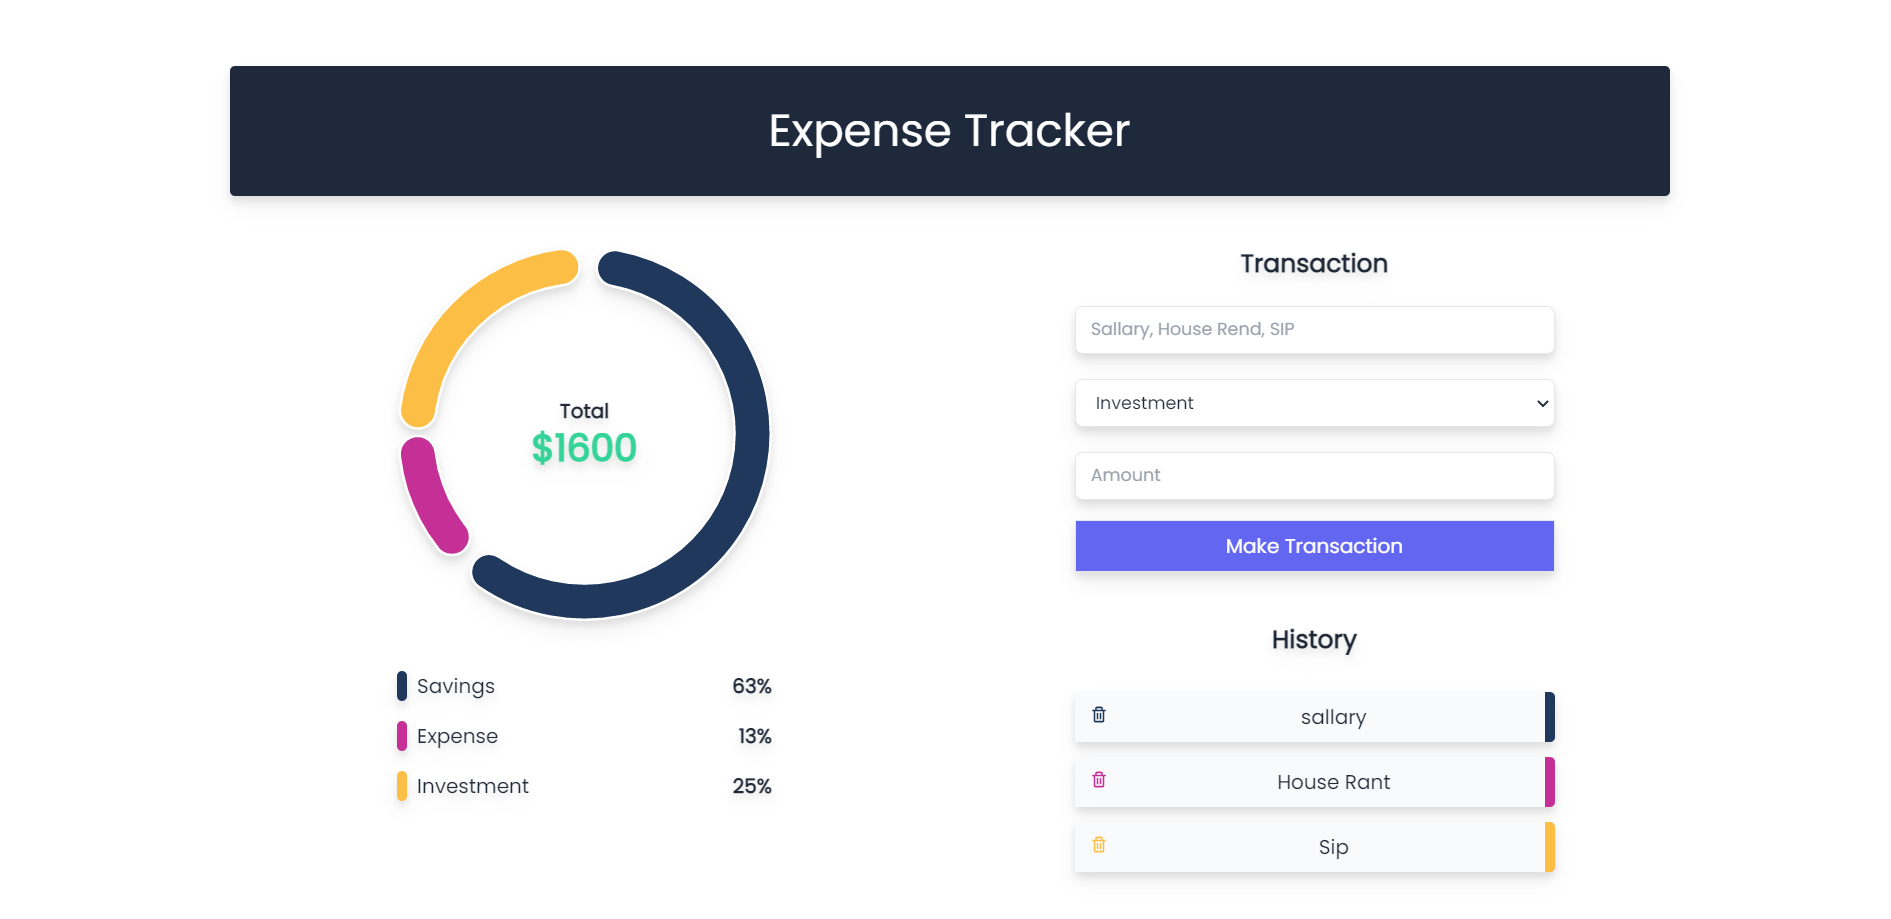 Expense Tracker
Total
$1600
Savings 63%
Expense 13%
Investment 25%
Transaction
Sallary, House Rend, SIP
Investment
Amount
Make Transaction
History
sallary
House Rant
Sip